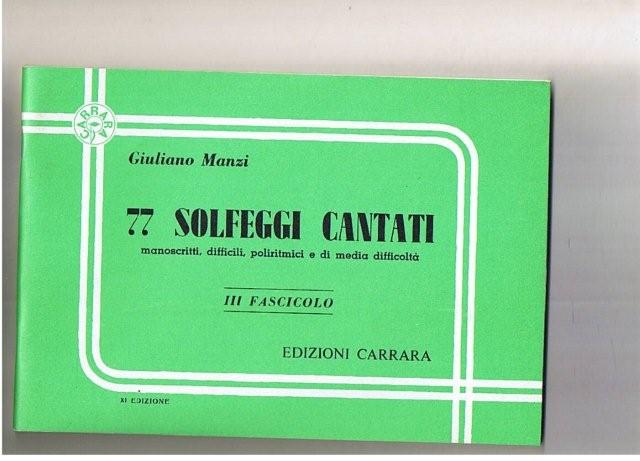 CARRARA
Giuliano Manzi
77 SOLFEGGI CANTATI
manoscritti, difficili, poliritmici e di media difficoltà
III FASCICOLO
EDIZIONI CARRARA
XI EDIZIONE